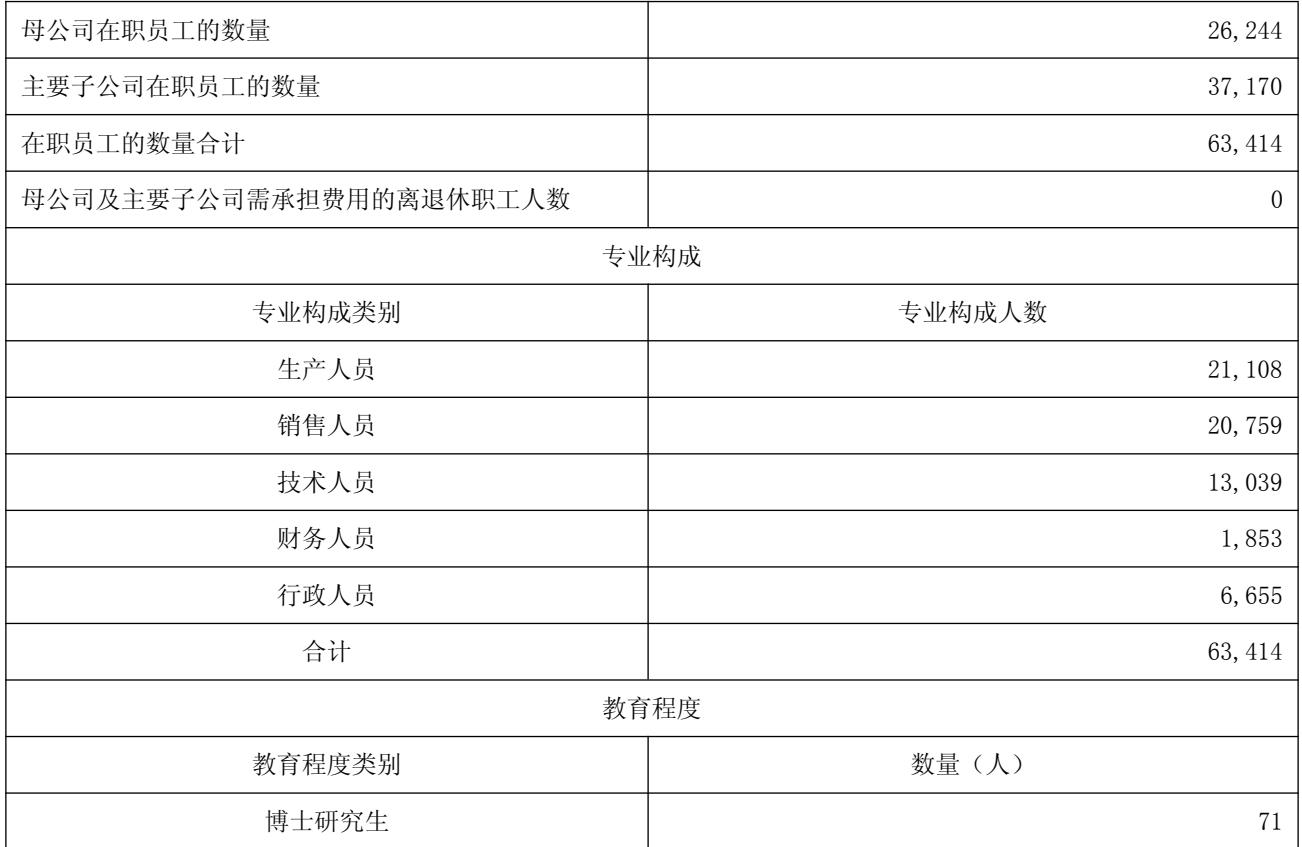 母公司在职员工的数量 26,244
主要子公司在职员工的数量 37,170
在职员工的数量合计 63,414
母公司及主要子公司需承担费用的离退休职工人数 0
专业构成
专业构成类别 专业构成人数
生产人员 21,108
销售人员 20,759
技术人员 13,039
财务人员 1,853
行政人员 6,655
合计 63,414
教育程度
教育程度类别 数量（人）
博士研究生 71